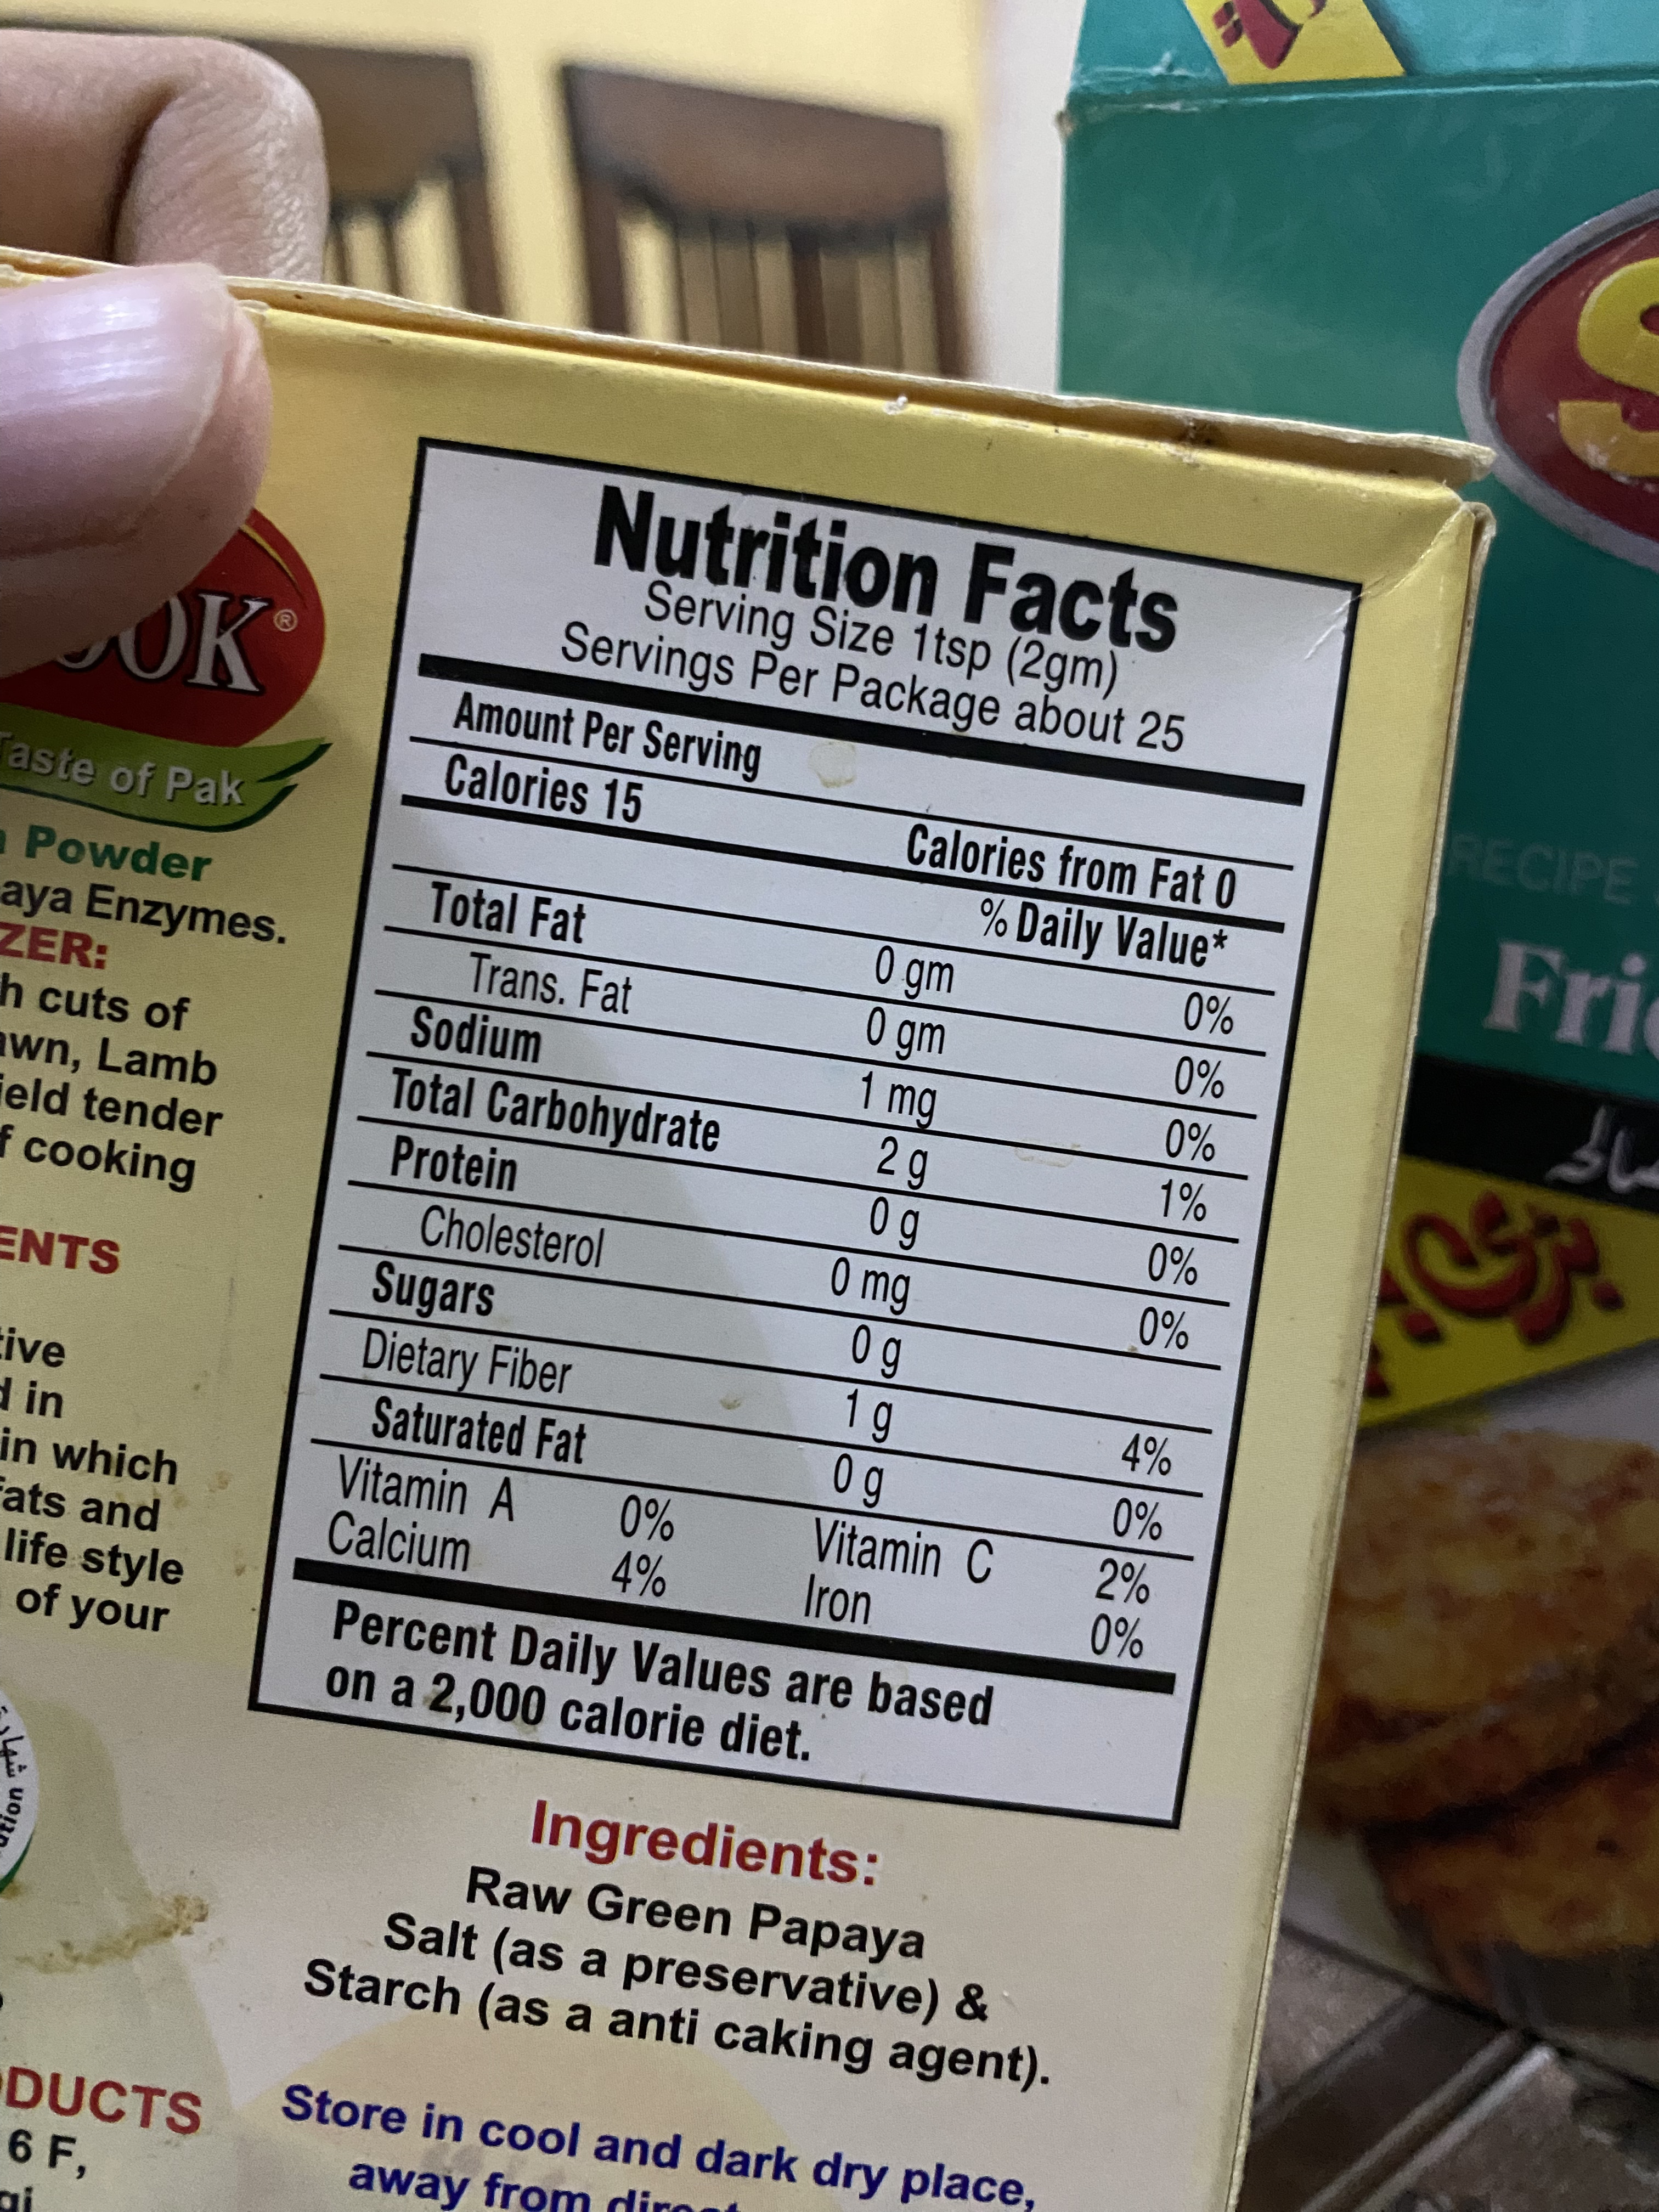 OK®
Taste of Pak
Powder
Enzymes.
ZER:
h cuts of
awn, Lamb
ield tender
f cooking
ENTS
tive
d in
in which
fats and
life style
of your
DUCTS
6 F,
Nutrition Facts
Serving Size 1tsp (2gm)
Servings Per Package about 25
Amount Per Serving
Calories 15 Calories from Fat 0
% Daily Value*
Total Fat 0 gm 0%
Trans. Fat 0 gm 0%
Sodium 1 mg 0%
Total Carbohydrate 2 g 1%
Protein 0 g 0%
Cholesterol 0 mg 0%
Sugars 0 g
Dietary Fiber 1 g 4%
Saturated Fat 0 g 0%
Vitamin A 0% Vitamin C 2%
Calcium 4% Iron 0%
Percent Daily Values are based
on a 2,000 calorie diet.
Ingredients:
Raw Green Papaya
Salt (as a preservative) &
Starch (as a anti caking agent).
Store in cool and dark dry place,
away from direct
S
RECIPE
Fri